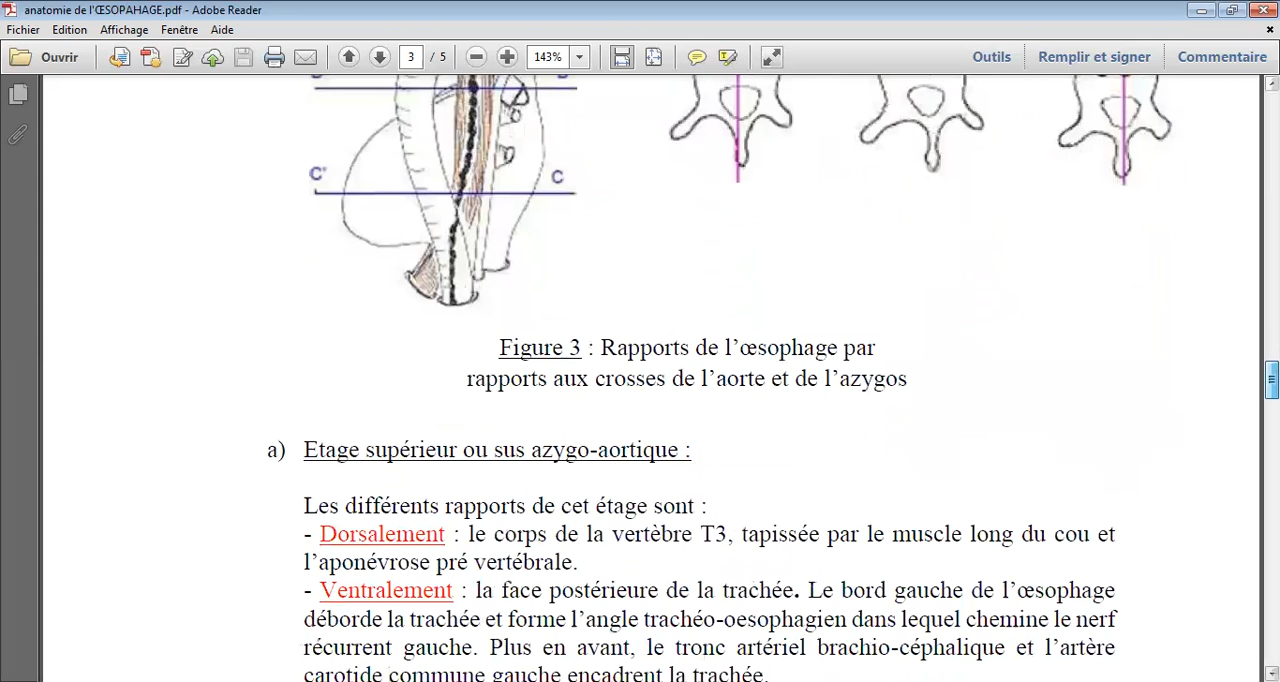 anatomie de l'ŒSOPAHAGE.pdf - Adobe Reader
Fichier Edition Affichage Fenêtre Aide
Ouvrir 3 / 5 143% Outils Remplir et signer Commentaire
C' C
Figure 3 : Rapports de l'œsophage par
rapports aux crosses de l'aorte et de l'azygos
a) Etage supérieur ou sus azygo-aortique :
Les différents rapports de cet étage sont :
- Dorsalement : le corps de la vertèbre T3, tapissée par le muscle long du cou et
l'aponévrose pré vertébrale.
- Ventralement : la face postérieure de la trachée. Le bord gauche de l'œsophage
déborde la trachée et forme l'angle trachéo-oesophagien dans lequel chemine le nerf
récurrent gauche. Plus en avant, le tronc artériel brachio-céphalique et l'artère
carotide commune gauche encadrent la trachée.